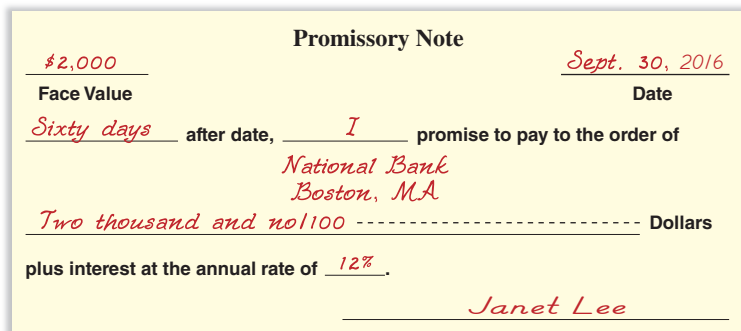 Promissory Note
$2,000 Sept. 30, 2016
Face Value Date
Sixty days after date, I promise to pay to the order of
National Bank
Boston, MA
Two thousand and no/100 ---------------------------- Dollars
plus interest at the annual rate of 12%.
Janet Lee